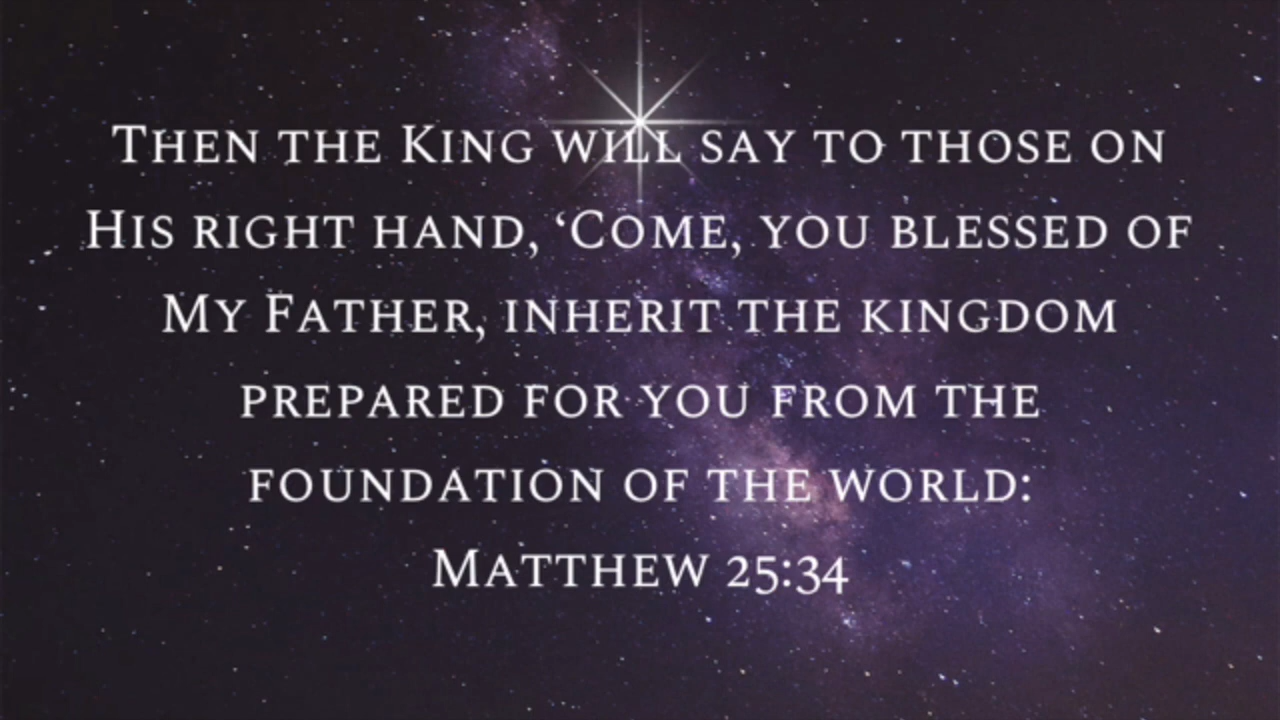 Then the King will say to those on
His right hand, ‘Come, you blessed of
My Father, inherit the kingdom
prepared for you from the
foundation of the world:
Matthew 25:34